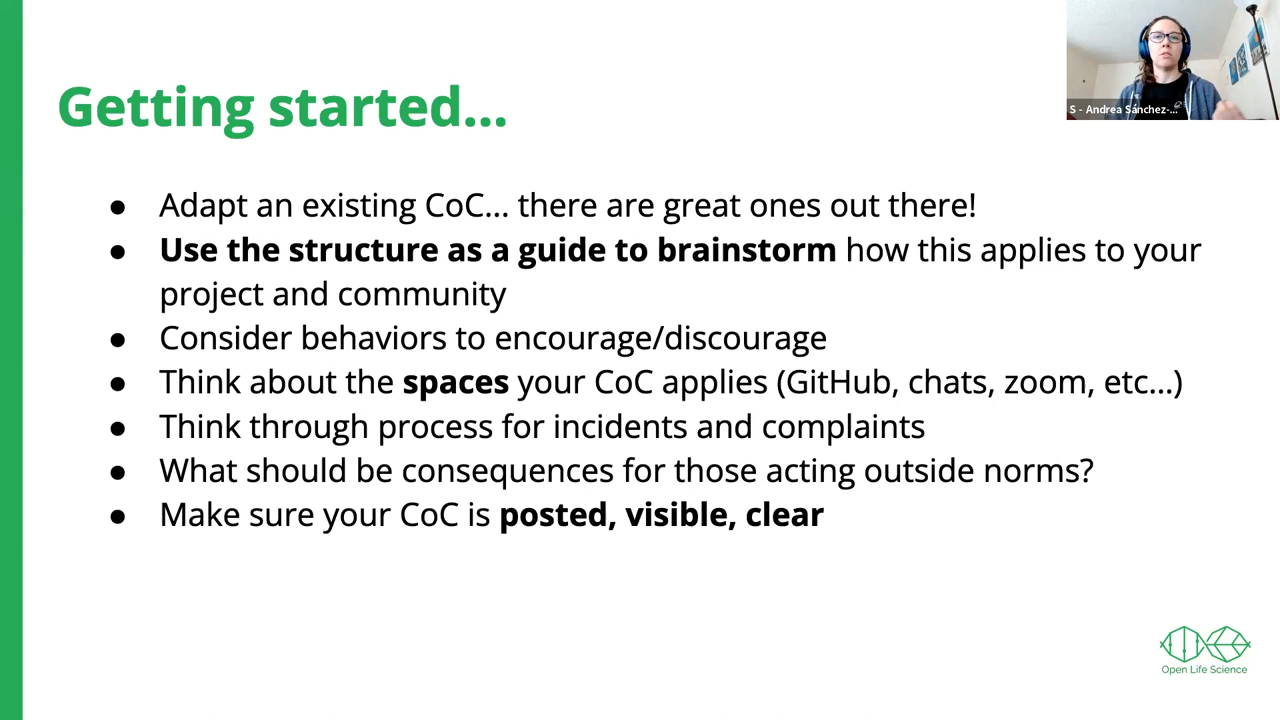 Getting started...
S - Andrea Sánchez-...
● Adapt an existing CoC... there are great ones out there!
● Use the structure as a guide to brainstorm how this applies to your
project and community
● Consider behaviors to encourage/discourage
● Think about the spaces your CoC applies (GitHub, chats, zoom, etc...)
● Think through process for incidents and complaints
● What should be consequences for those acting outside norms?
● Make sure your CoC is posted, visible, clear
Open Life Science